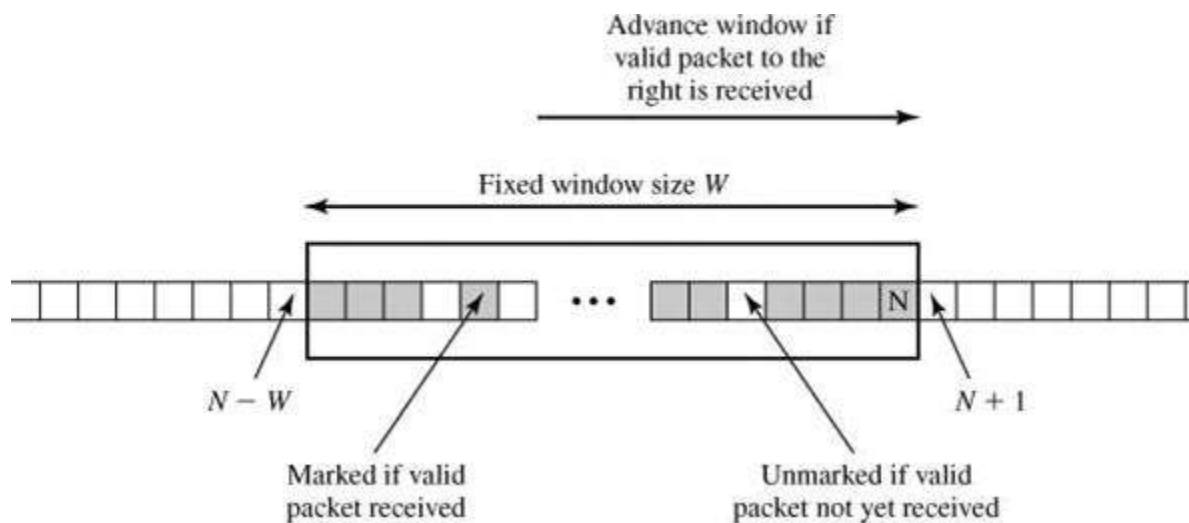 Advance window if
valid packet to the
right is received
Fixed window size W
N
N − W
N + 1
Marked if valid
packet received
Unmarked if valid
packet not yet received